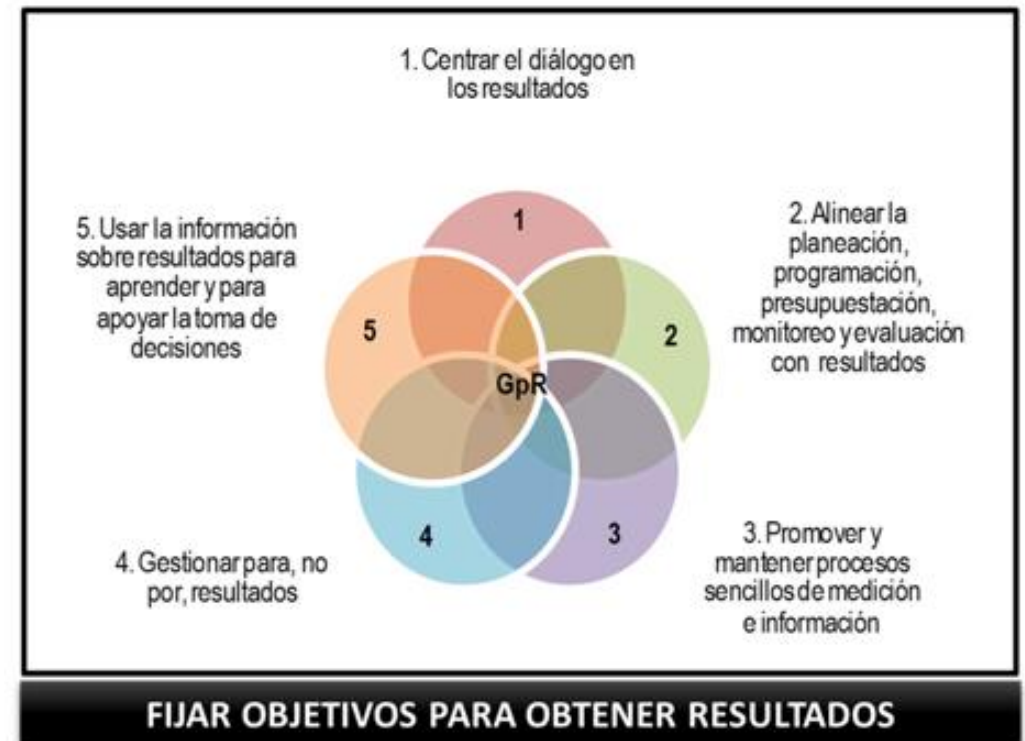 1. Centrar el diálogo en
los resultados
5. Usar la información
sobre resultados para
aprender y para
apoyar la toma de
decisiones
2. Alinear la
planeación,
programación,
presupuestación,
monitoreo y evaluación
con resultados
1
5
2
GpR
4
3
4. Gestionar para, no
por, resultados
3. Promover y
mantener procesos
sencillos de medición
e información
FIJAR OBJETIVOS PARA OBTENER RESULTADOS